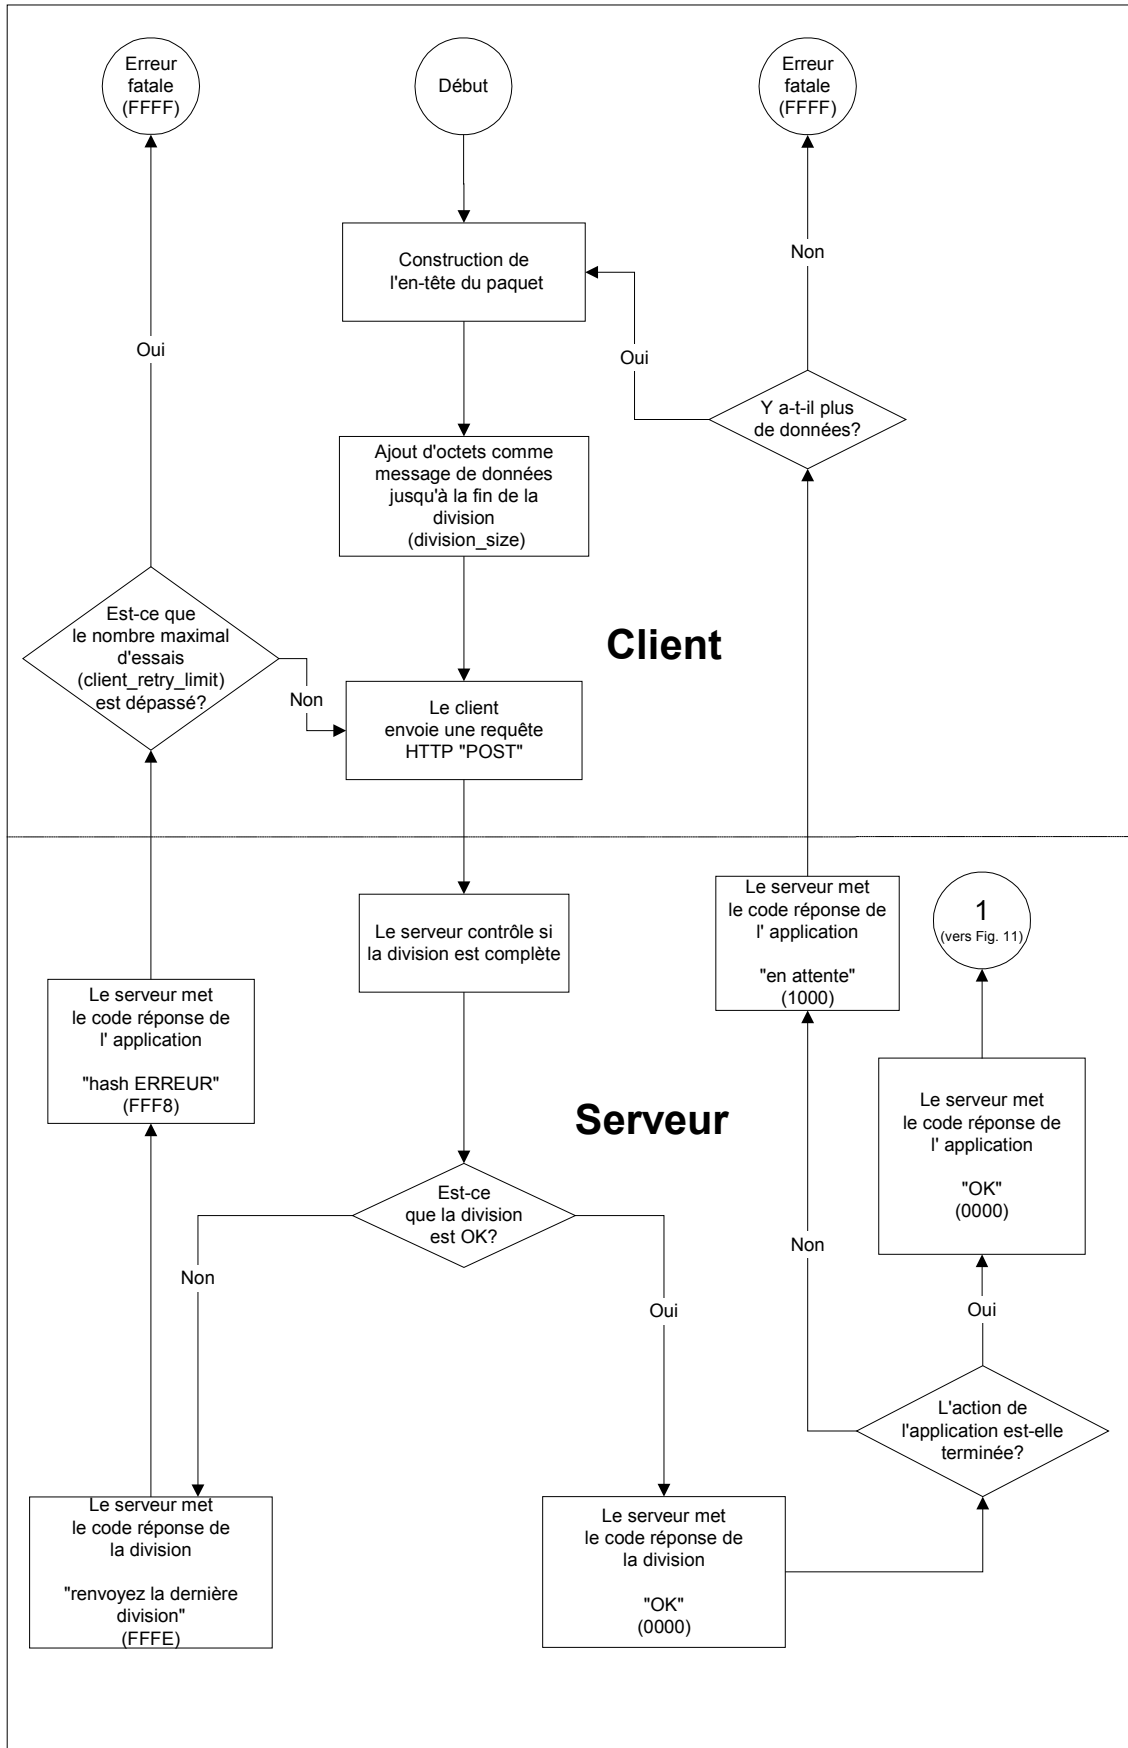 Erreur
fatale
(FFFF)
Début
Erreur
fatale
(FFFF)
Construction de
l'en-tête du paquet
Non
Oui
Oui
Y a-t-il plus
de données?
Ajout d'octets comme
message de données
jusqu'à la fin de la
division
(division_size)
Est-ce que
le nombre maximal
d'essais
(client_retry_limit)
est dépassé?
Client
Non
Le client
envoie une requête
HTTP "POST"
Le serveur contrôle si
la division est complète
Le serveur met
le code réponse de
l' application
"en attente"
(1000)
1
(vers Fig. 11)
Le serveur met
le code réponse de
l' application
"hash ERREUR"
(FFF8)
Serveur
Le serveur met
le code réponse de
l' application
"OK"
(0000)
Est-ce
que la division
est OK?
Non
Non
Oui
Oui
L'action de
l'application est-elle
terminée?
Le serveur met
le code réponse de
la division
"renvoyez la dernière
division"
(FFFE)
Le serveur met
le code réponse de
la division
"OK"
(0000)